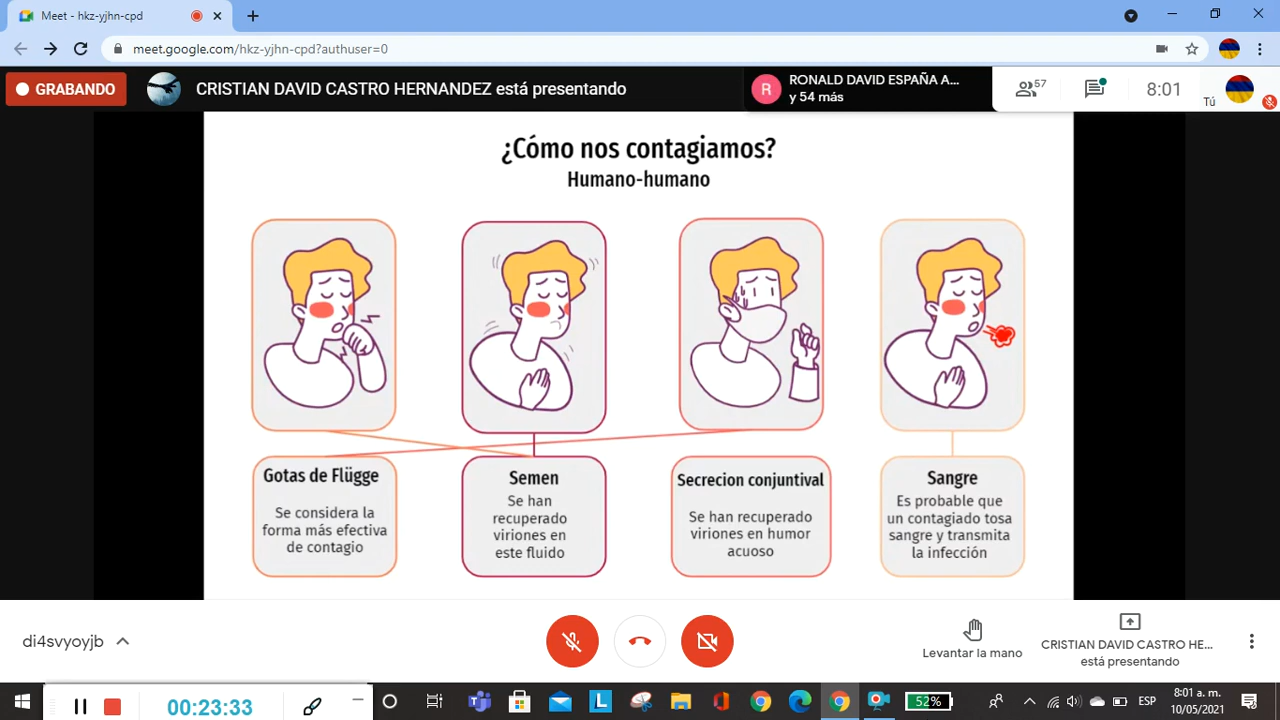 Meet - hkz-yjhn-cpd
meet.google.com/hkz-yjhn-cpd?authuser=0
GRABANDO
CRISTIAN DAVID CASTRO HERNANDEZ está presentando
R
RONALD DAVID ESPAÑA A...
y 54 más
57
8:01
Tú
¿Cómo nos contagiamos?
Humano-humano
Gotas de Flügge
Se considera la
forma más efectiva
de contagio
Semen
Se han
recuperado
viriones en
este fluido
Secrecion conjuntival
Se han recuperado
viriones en humor
acuoso
Sangre
Es probable que
un contagiado tosa
sangre y transmita
la infección
di4svyoyjb
Levantar la mano
CRISTIAN DAVID CASTRO HE...
está presentando
00:23:33
L
52%
ESP
8:01 a. m.
10/05/2021